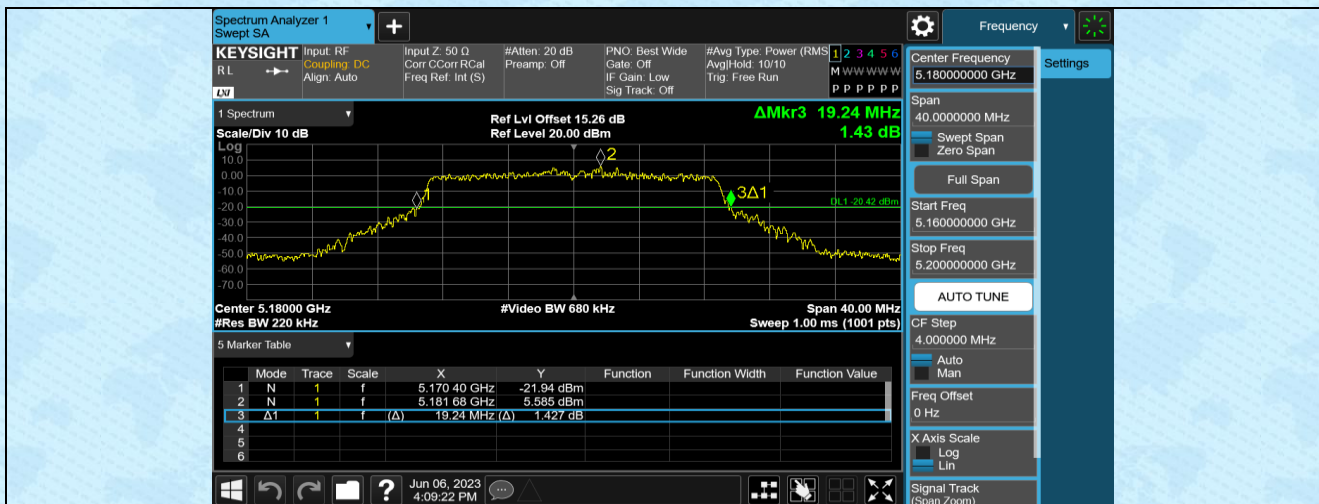 Spectrum Analyzer 1
Swept SA
+
Frequency
KEYSIGHT
R L
LXI
Input: RF
Coupling: DC
Align: Auto
Input Z: 50 Ω
Corr CCorr RCal
Freq Ref: Int (S)
#Atten: 20 dB
Preamp: Off
PNO: Best Wide
Gate: Off
IF Gain: Low
Sig Track: Off
#Avg Type: Power (RMS
Avg|Hold: 10/10
Trig: Free Run
1 2 3 4 5 6
M W W W W W
P P P P P P
1 Spectrum
Scale/Div 10 dB
Ref Lvl Offset 15.26 dB
Ref Level 20.00 dBm
ΔMkr3 19.24 MHz
1.43 dB
Log
10.0
0.00
-10.0
-20.0
-30.0
-40.0
-50.0
-60.0
-70.0
1
2
3Δ1
DL1 -20.42 dBm
Center 5.18000 GHz
#Video BW 680 kHz
Span 40.00 MHz
#Res BW 220 kHz
Sweep 1.00 ms (1001 pts)
5 Marker Table
Mode Trace Scale X Y Function Function Width Function Value
1 N 1 f 5.170 40 GHz -21.94 dBm
2 N 1 f 5.181 68 GHz 5.585 dBm
3 Δ1 1 f (Δ) 19.24 MHz (Δ) 1.427 dB
4
5
6
Jun 06, 2023
4:09:22 PM
Center Frequency
5.180000000 GHz
Settings
Span
40.0000000 MHz
Swept Span
Zero Span
Full Span
Start Freq
5.160000000 GHz
Stop Freq
5.200000000 GHz
AUTO TUNE
CF Step
4.000000 MHz
Auto
Man
Freq Offset
0 Hz
X Axis Scale
Log
Lin
Signal Track
(Span Zoom)